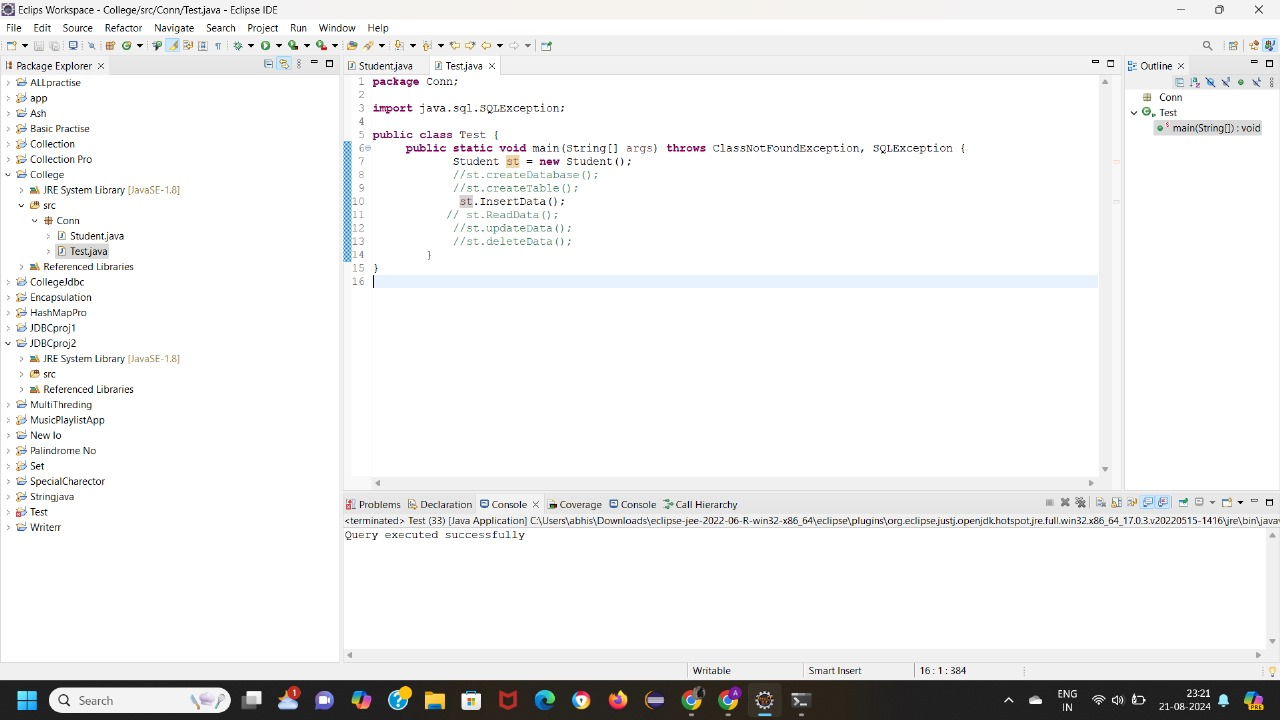 Eclips Workspace - College/src/Conn/Test.java - Eclipse IDE
File Edit Source Refactor Navigate Search Project Run Window Help
Package Explorer
ALLpractise
app
Ash
Basic Practise
Collection
Collection Pro
College
JRE System Library [JavaSE-1.8]
src
Conn
Student.java
Test.java
Referenced Libraries
CollegeJdbc
Encapsulation
HashMapPro
JDBCproj1
JDBCproj2
JRE System Library [JavaSE-1.8]
src
Referenced Libraries
MultiThreding
MusicPlaylistApp
New Io
Palindrome No
Set
SpecialCharector
Stringjava
Test
Writerr
Student.java Test.java
1 package Conn;
2
3 import java.sql.SQLException;
4
5 public class Test {
6 public static void main(String[] args) throws ClassNotFoundException, SQLException {
7 Student st = new Student();
8 //st.createDatabase();
9 //st.createTable();
10 st.InsertData();
11 // st.ReadData();
12 //st.updateData();
13 //st.deleteData();
14 }
15 }
16
Outline
Conn
Test
main(String[]) : void
Problems Declaration Console Coverage Console Call Hierarchy
<terminated> Test (33) [Java Application] C:\Users\abhis\Downloads\eclipse-jee-2022-06-R-win32-x86_64\eclipse\plugins\org.eclipse.justj.openjdk.hotspot.jre.full.win32.x86_64_17.0.3.v20220515-1416\jre\bin\java
Query executed successfully
Writable Smart Insert 16 : 1 : 384
Search
1
ENG
IN
23:21
21-08-2024